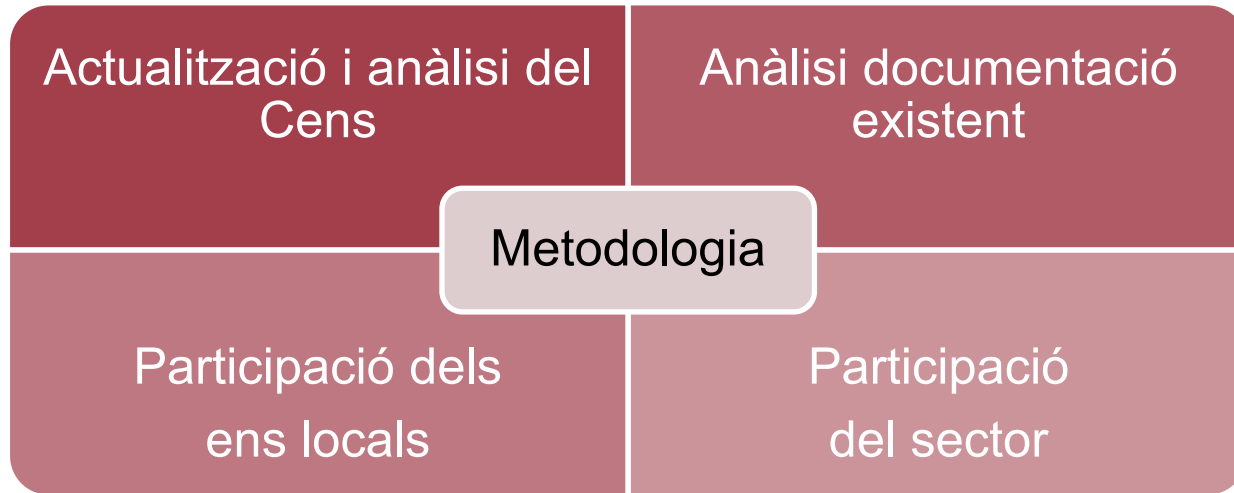 Actualització i anàlisi del
Cens
Anàlisi documentació
existent
Metodologia
Participació dels
ens locals
Participació
del sector